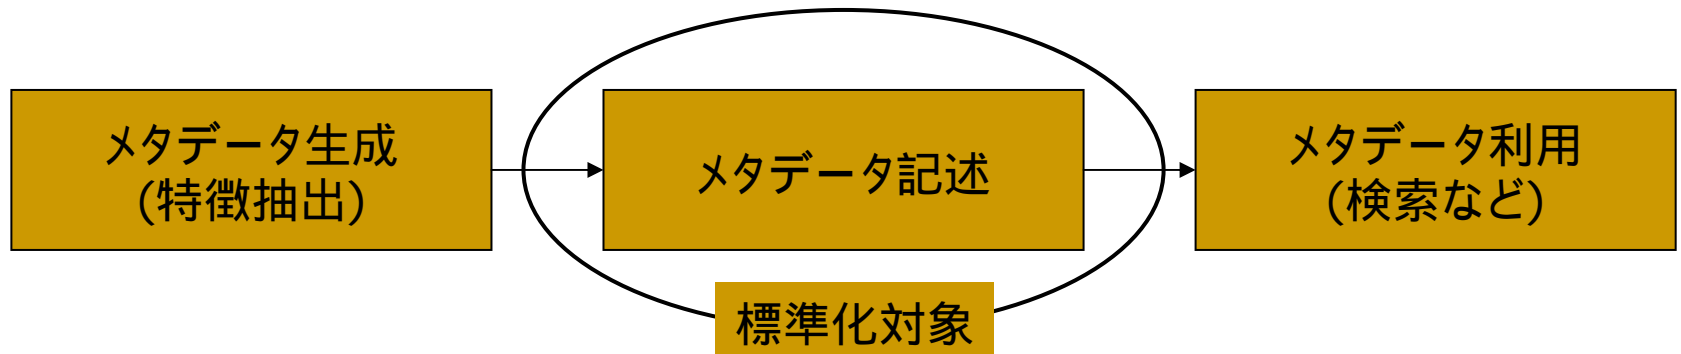 メタデータ生成
(特徴抽出)
メタデータ記述
メタデータ利用
(検索など)
標準化対象